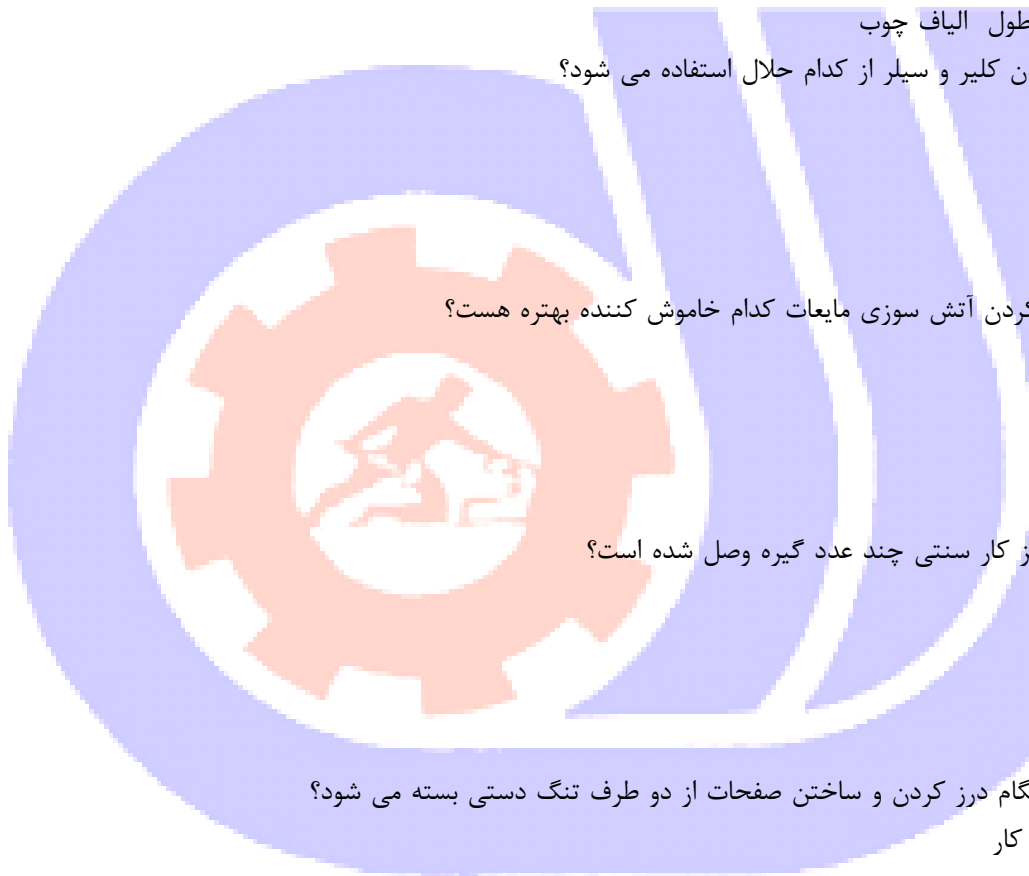 طول الیاف چوب
ن کلیر و سیلر از کدام حلال استفاده می شود؟
کردن آتش سوزی مایعات کدام خاموش کننده بهتره هست؟
ز کار سنتی چند عدد گیره وصل شده است؟
گام درز کردن و ساختن صفحات از دو طرف تنگ دستی بسته می شود؟
کار